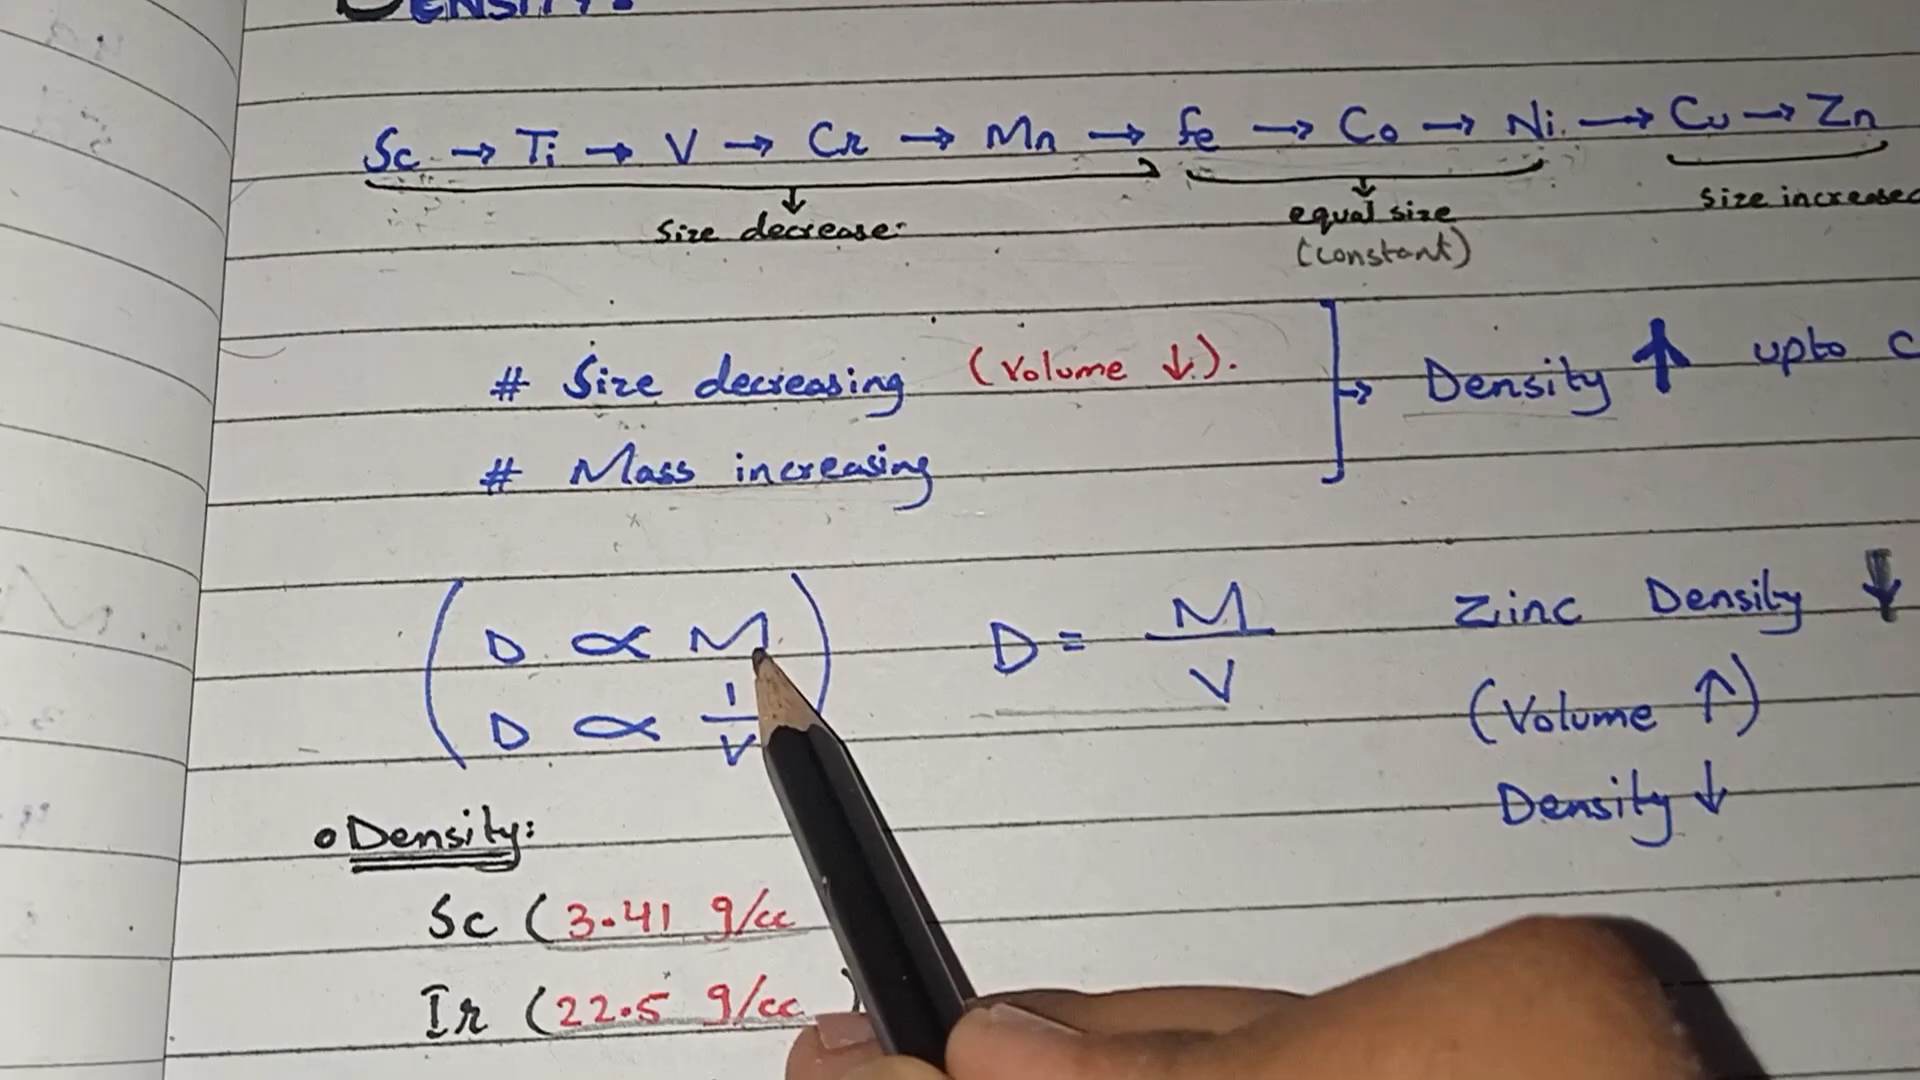 DENSITY:
Sc → Ti → V → Cr → Mn → Fe → Co → Ni → Cu → Zn
↓ ↓ size increased
size decrease: equal size
(constant)
# Size decreasing (Volume ↓). → Density ↑ upto C
# Mass increasing
D ∝ M D = M/V Zinc Density ↓
D ∝ 1/V (Volume ↑)
Density ↓
• Density:
Sc (3.41 g/cc
Ir (22.5 g/cc )